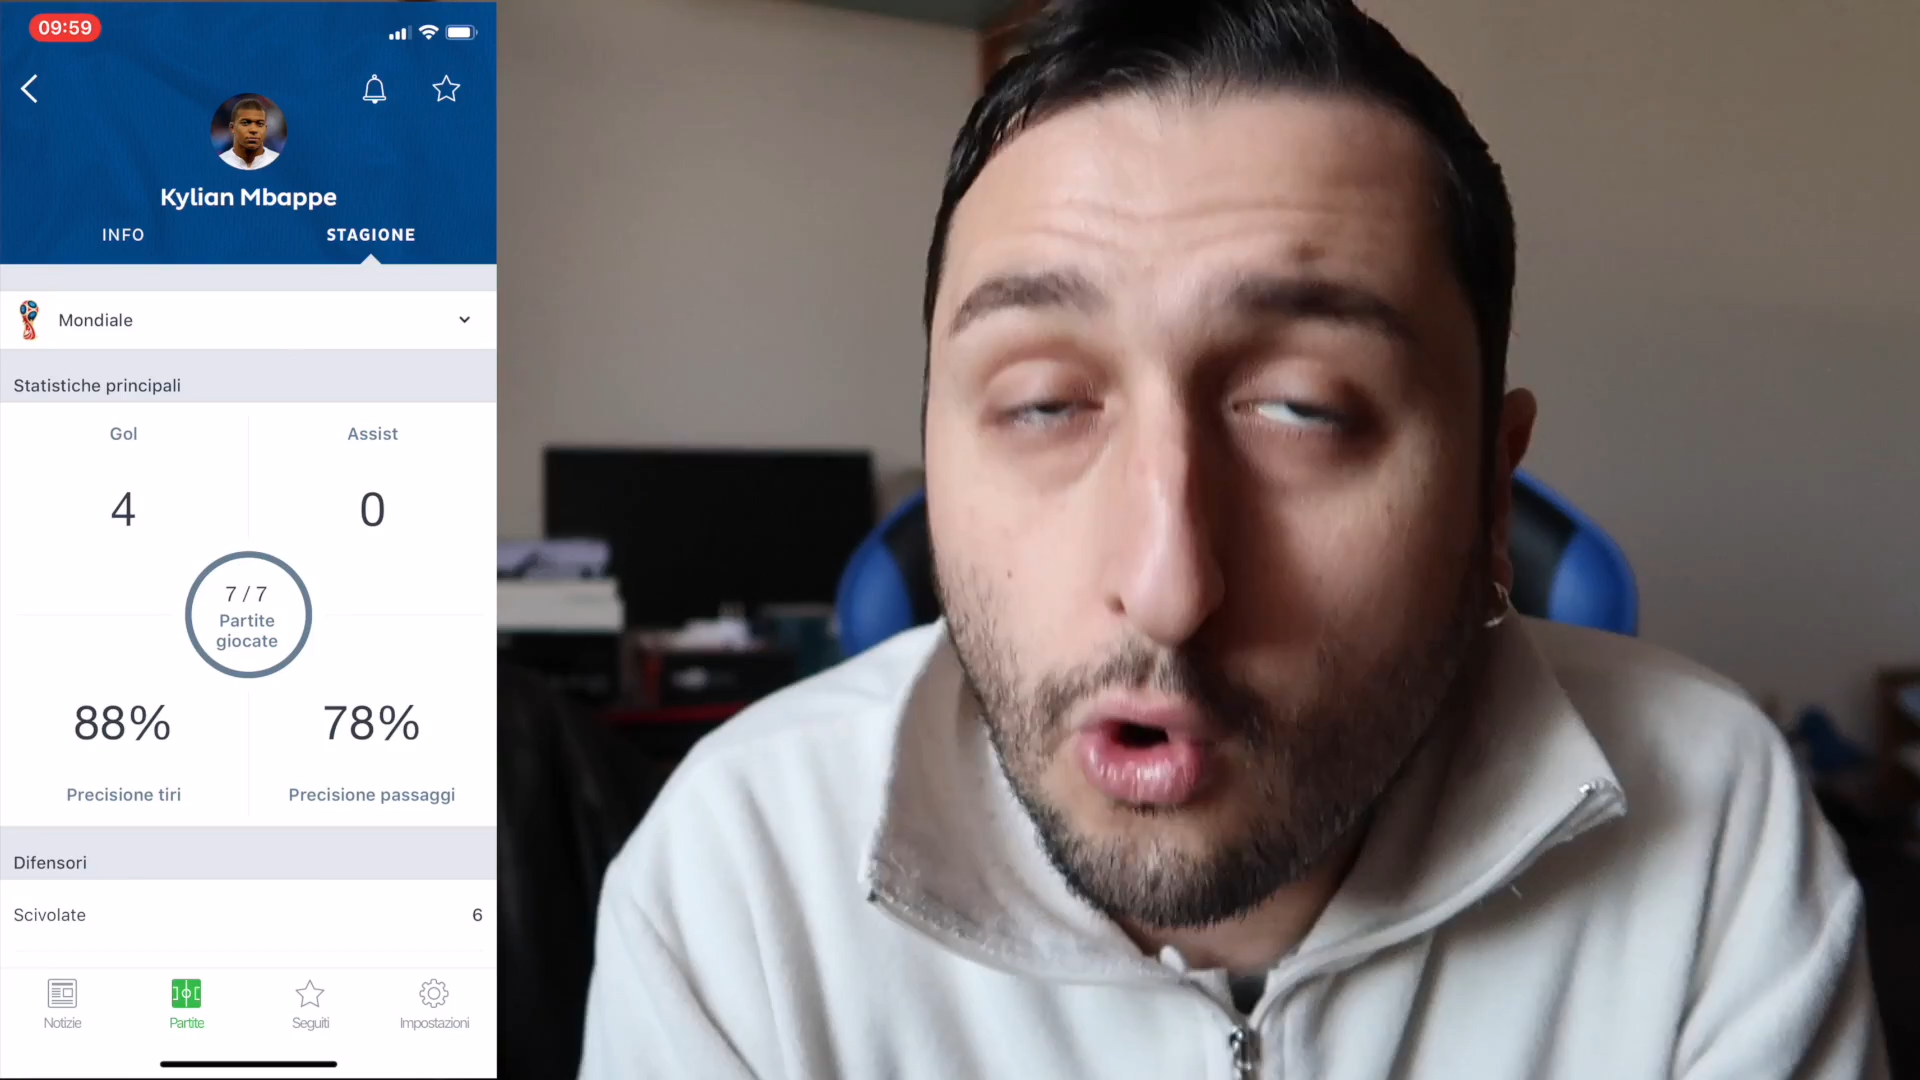 09:59
Kylian Mbappe
INFO
STAGIONE
Mondiale
Statistiche principali
Gol
Assist
4
0
7 / 7
Partite
giocate
88%
78%
Precisione tiri
Precisione passaggi
Difensori
Scivolate
6
Notizie
Partite
Seguiti
Impostazioni